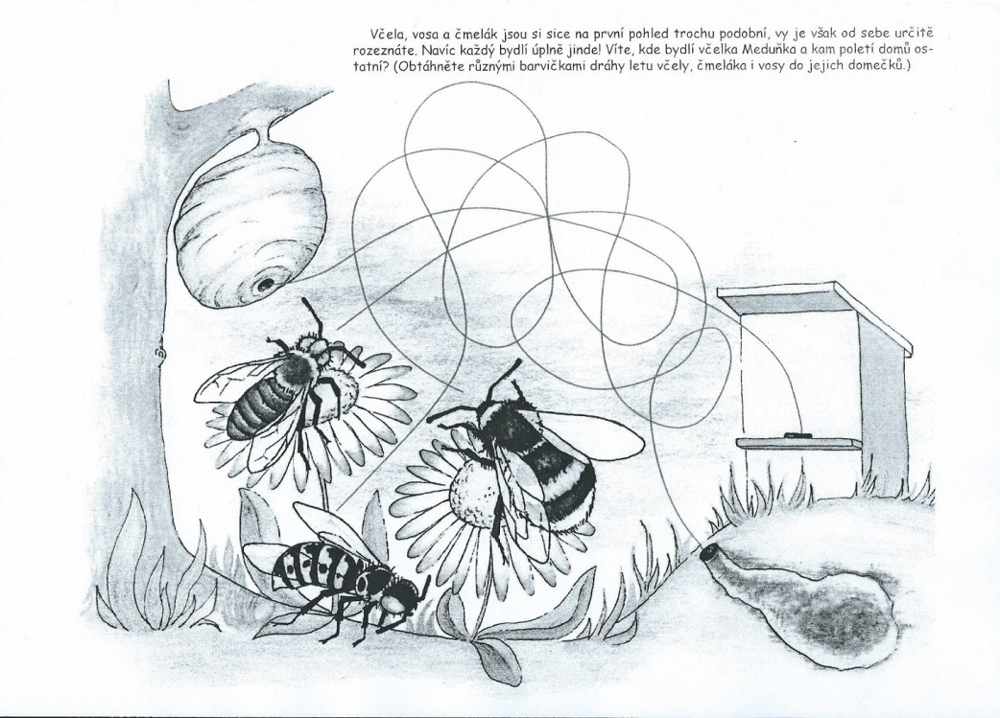 Včela, vosa a čmelák jsou si sice na první pohled trochu podobní, vy je však od sebe určitě
rozeznáte. Navíc každý bydlí úplně jinde! Víte, kde bydlí včelka Meduňka a kam poletí domů os-
tatní? (Obtáhněte různými barvičkami dráhy letu včely, čmeláka i vosy do jejich domečků.)